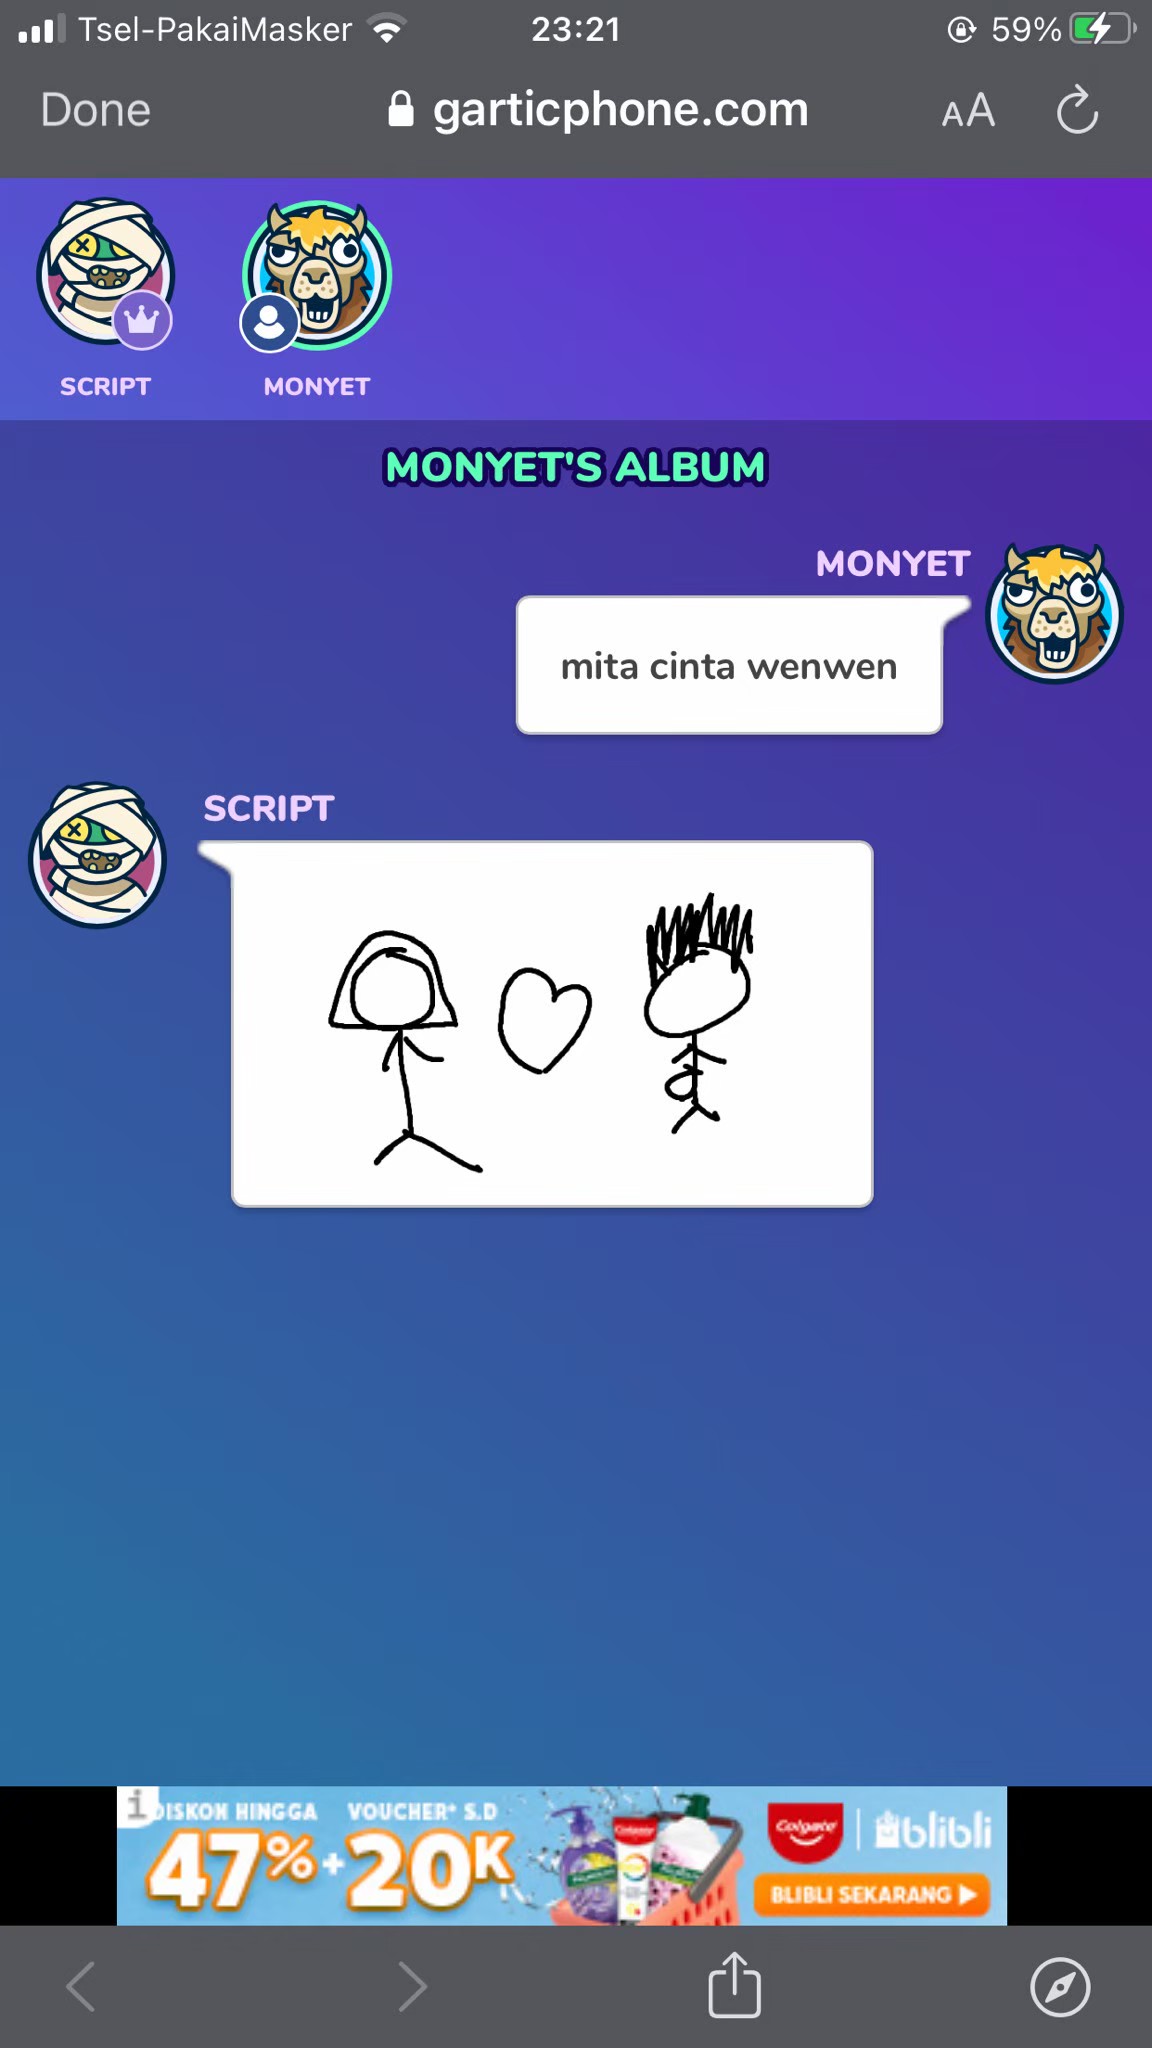 Tsel-PakaiMasker
23:21
59%
Done
garticphone.com
AA
SCRIPT
MONYET
MONYET'S ALBUM
MONYET
mita cinta wenwen
SCRIPT
i
DISKON HINGGA
47%
+
VOUCHER* S.D
20K
Colgate
blibli
BLIBLI SEKARANG